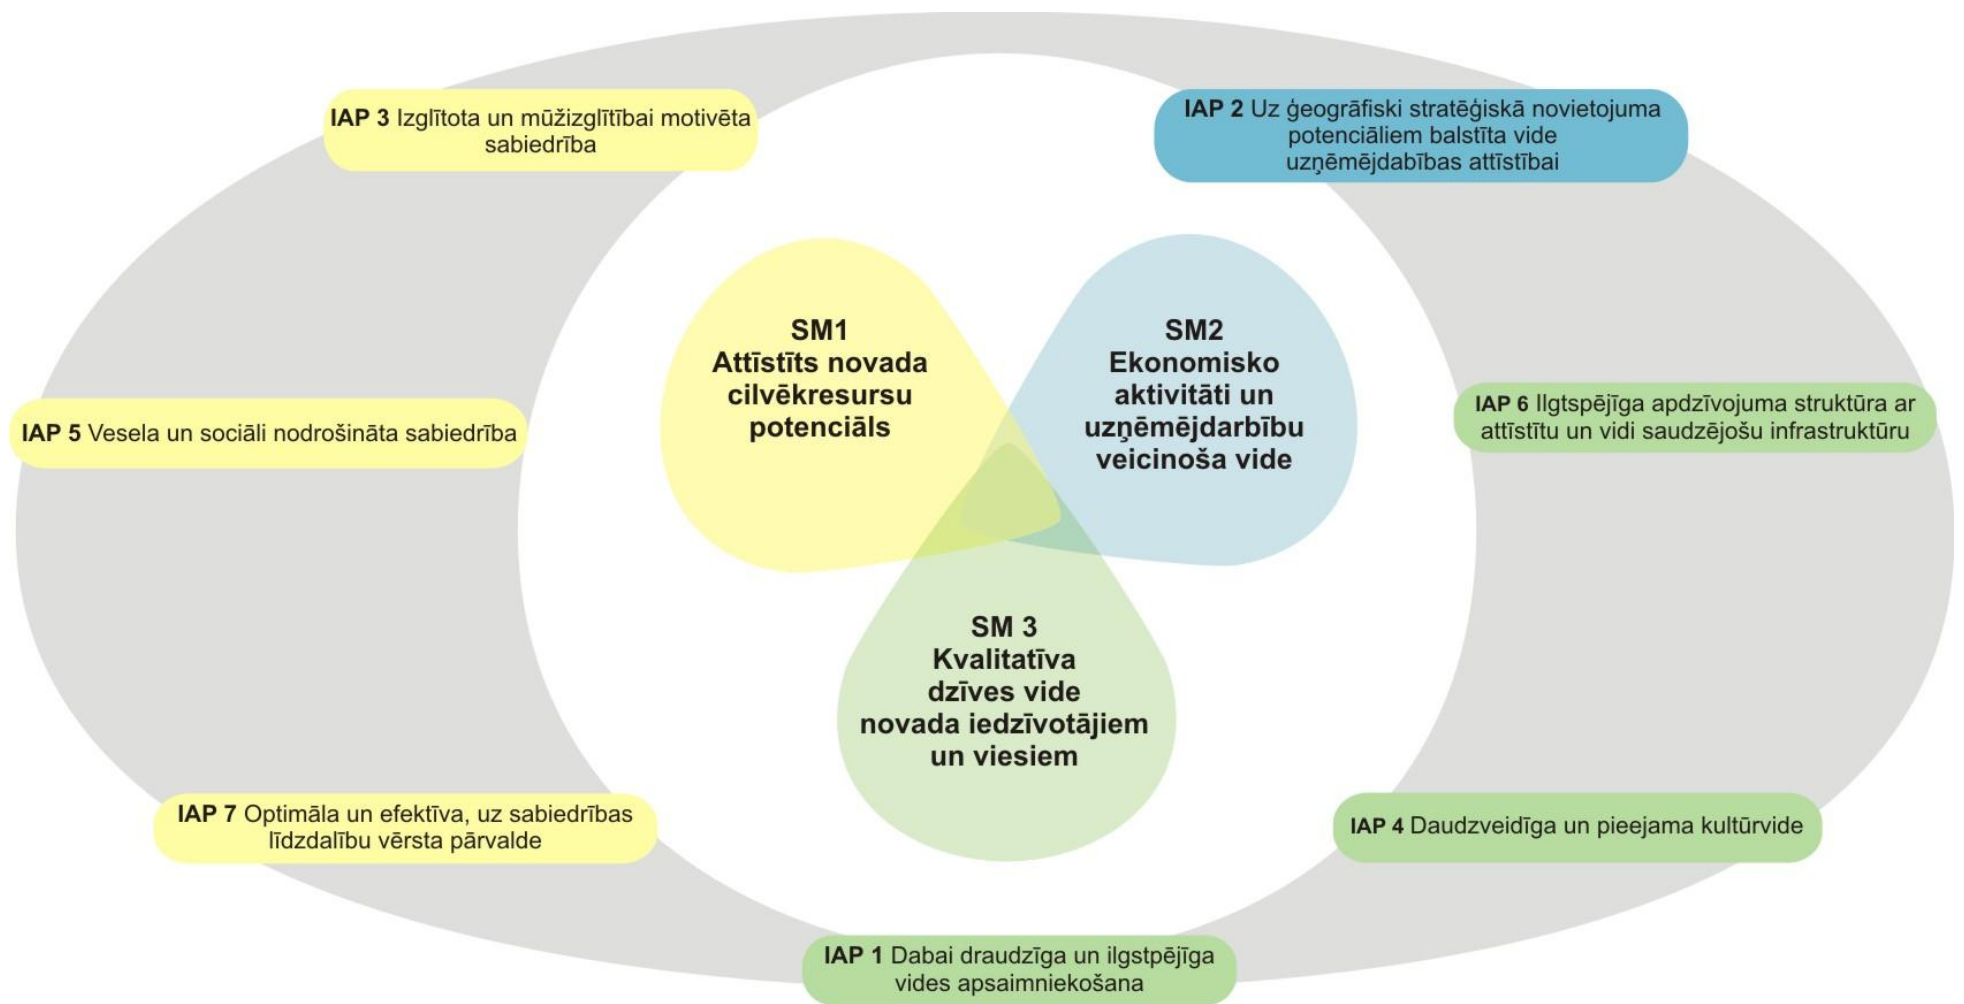 IAP 3 Izglītota un mūžizglītībai motivēta
sabiedrība
IAP 2 Uz ģeogrāfiski stratēģiskā novietojuma
potenciāliem balstīta vide
uzņēmējdabības attīstībai
SM1
Attīstīts novada
cilvēkresursu
potenciāls
SM2
Ekonomisko
aktivitāti un
uzņēmējdarbību
veicinoša vide
IAP 5 Vesela un sociāli nodrošināta sabiedrība
IAP 6 Ilgtspējīga apdzīvojuma struktūra ar
attīstītu un vidi saudzējošu infrastruktūru
SM 3
Kvalitatīva
dzīves vide
novada iedzīvotājiem
un viesiem
IAP 7 Optimāla un efektīva, uz sabiedrības
līdzdalību vērsta pārvalde
IAP 4 Daudzveidīga un pieejama kultūrvide
IAP 1 Dabai draudzīga un ilgstpējīga
vides apsaimniekošana